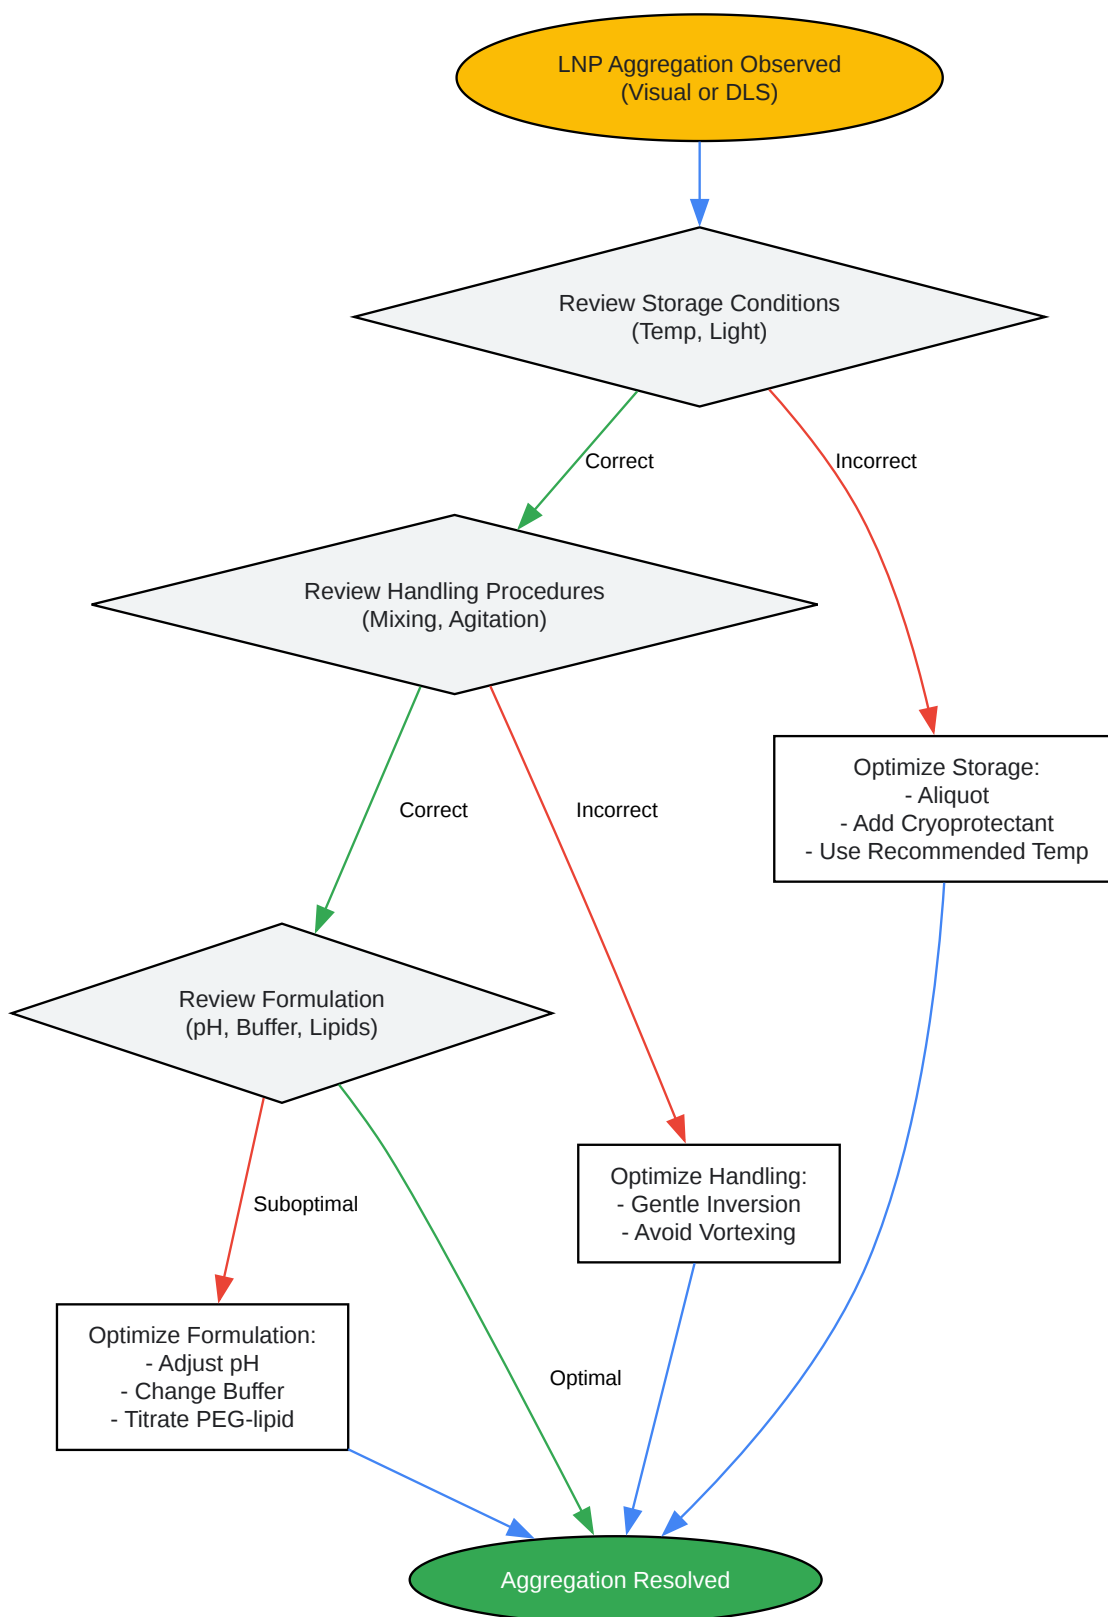 LNP Aggregation Observed
(Visual or DLS)
Review Storage Conditions
(Temp, Light)
Correct
Incorrect
Review Handling Procedures
(Mixing, Agitation)
Correct
Incorrect
Optimize Storage:
- Aliquot
- Add Cryoprotectant
- Use Recommended Temp
Review Formulation
(pH, Buffer, Lipids)
Suboptimal
Optimal
Optimize Handling:
- Gentle Inversion
- Avoid Vortexing
Optimize Formulation:
- Adjust pH
- Change Buffer
- Titrate PEG-lipid
Aggregation Resolved